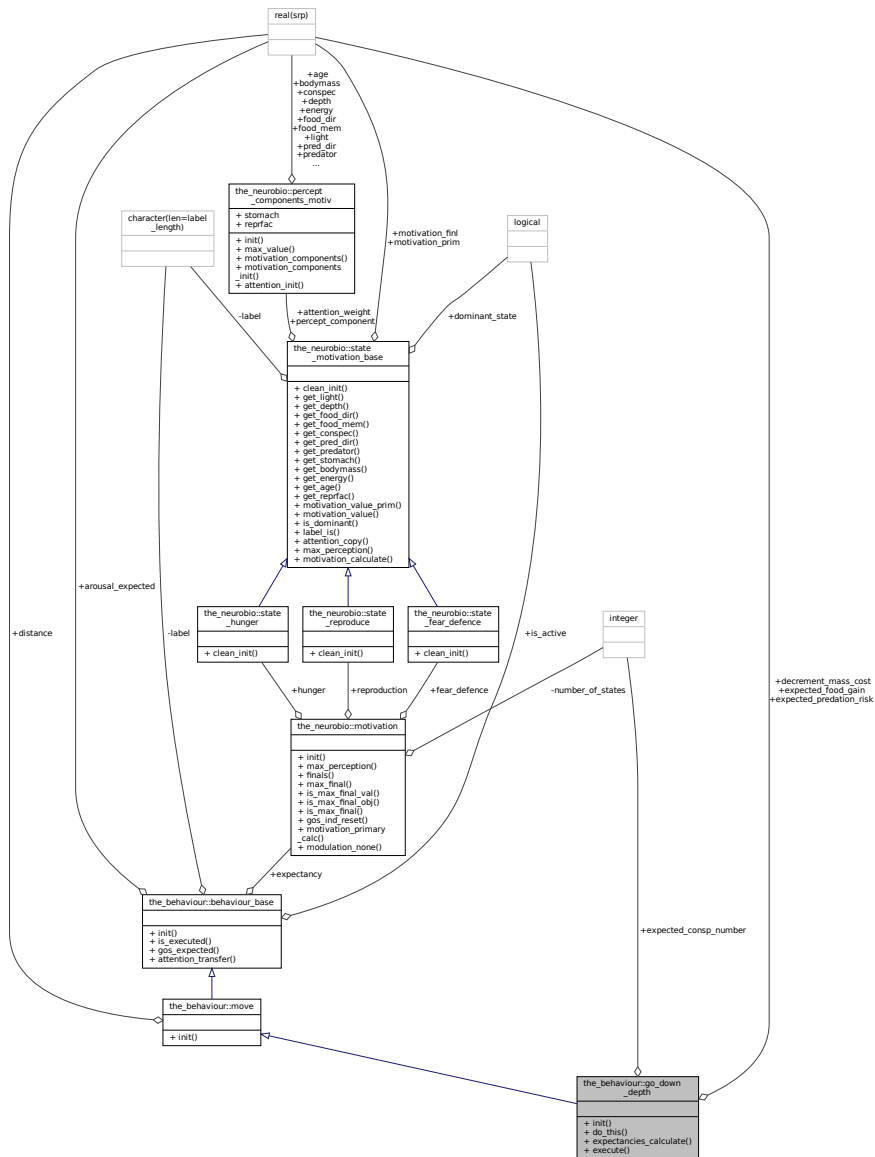 real(srp)
+age
+bodymass
+conspec
+depth
+energy
+food_dir
+food_mem
+light
+pred_dir
+predator
...
the_neurobio::percept
_components_motiv
+ stomach
+ reprfac
+ init()
+ max_value()
+ motivation_components()
+ motivation_components
_init()
+ attention_init()
character(len=label
_length)
logical
+motivation_finl
+motivation_prim
-label
+attention_weight
+percept_component
+dominant_state
the_neurobio::state
_motivation_base
+ clean_init()
+ get_light()
+ get_depth()
+ get_food_dir()
+ get_food_mem()
+ get_conspec()
+ get_pred_dir()
+ get_predator()
+ get_stomach()
+ get_bodymass()
+ get_energy()
+ get_age()
+ get_reprfac()
+ motivation_value_prim()
+ motivation_value()
+ is_dominant()
+ label_is()
+ attention_copy()
+ max_perception()
+ motivation_calculate()
+arousal_expected
the_neurobio::state
_hunger
+ clean_init()
the_neurobio::state
_reproduce
+ clean_init()
the_neurobio::state
_fear_defence
+ clean_init()
integer
+distance
-label
+is_active
+hunger
+reproduction
+fear_defence
-number_of_states
+decrement_mass_cost
+expected_food_gain
+expected_predation_risk
the_neurobio::motivation
+ init()
+ max_perception()
+ finals()
+ max_final()
+ is_max_final_val()
+ is_max_final_obj()
+ is_max_final()
+ gos_ind_reset()
+ motivation_primary
_calc()
+ modulation_none()
+expectancy
the_behaviour::behaviour_base
+ init()
+ is_executed()
+ gos_expected()
+ attention_transfer()
+expected_consp_number
the_behaviour::move
+ init()
the_behaviour::go_down
_depth
+ init()
+ do_this()
+ expectancies_calculate()
+ execute()